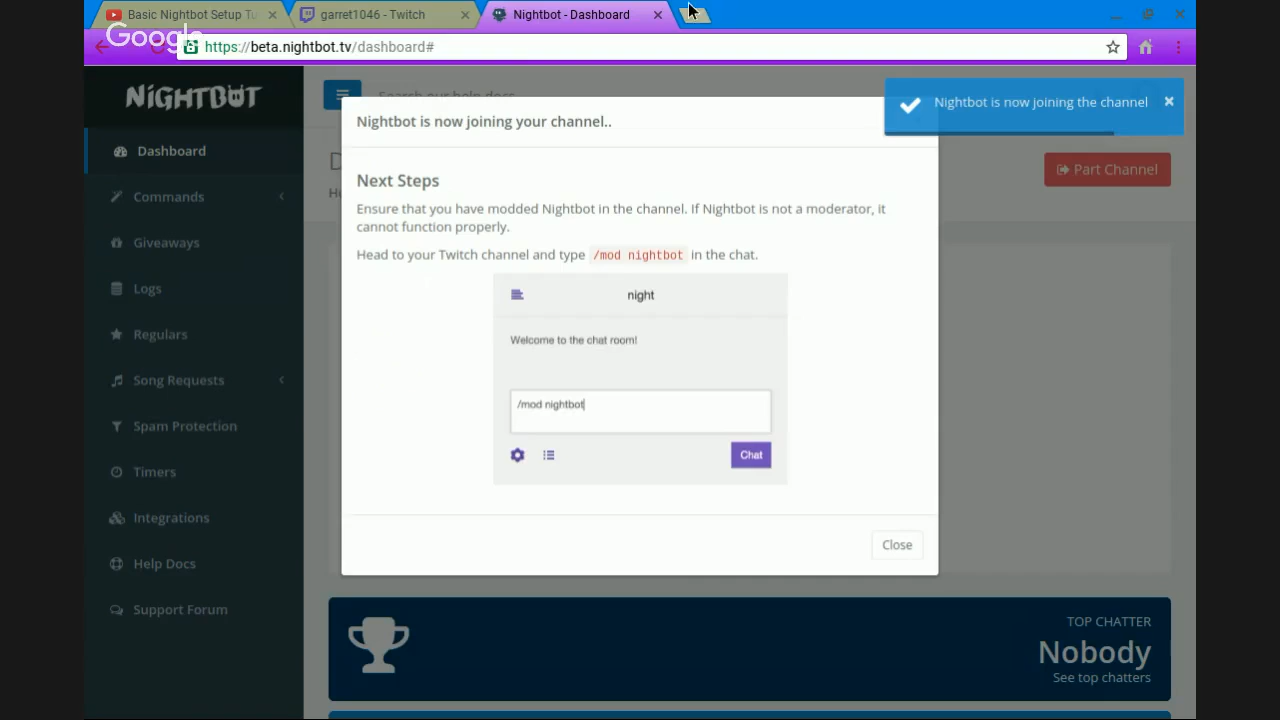 Basic Nightbot Setup Tu
garret1046 - Twitch
Nightbot - Dashboard
Google
https://beta.nightbot.tv/dashboard#
NIGHTBOT
Search our help docs
Nightbot is now joining the channel
Nightbot is now joining your channel..
Dashboard
Part Channel
Next Steps
Commands
Ensure that you have modded Nightbot in the channel. If Nightbot is not a moderator, it
cannot function properly.
Giveaways
Head to your Twitch channel and type /mod nightbot in the chat.
Logs
night
Regulars
Welcome to the chat room!
Song Requests
/mod nightbot
Spam Protection
Chat
Timers
Integrations
Close
Help Docs
Support Forum
TOP CHATTER
Nobody
See top chatters